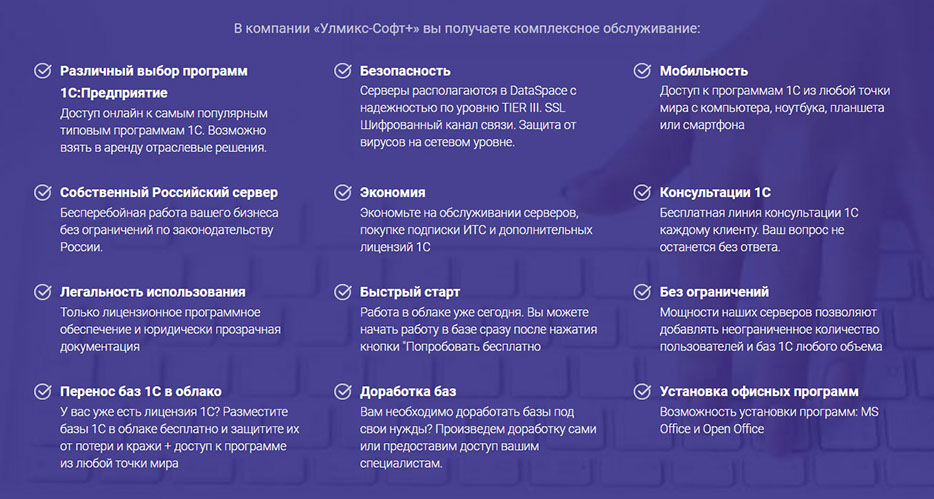 В компании «Улмикс-Софт+» вы получаете комплексное обслуживание:
Различный выбор программ
1С:Предприятие
Доступ онлайн к самым популярным
типовым программам 1С. Возможно
взять в аренду отраслевые решения.
Безопасность
Серверы располагаются в DataSpace с
надежностью по уровню TIER III. SSL
Шифрованный канал связи. Защита от
вирусов на сетевом уровне.
Мобильность
Доступ к программам 1С из любой точки
мира с компьютера, ноутбука, планшета
или смартфона
Собственный Российский сервер
Бесперебойная работа вашего бизнеса
без ограничений по законодательству
России.
Экономия
Экономьте на обслуживании серверов,
покупке подписки ИТС и дополнительных
лицензий 1С
Консультации 1С
Бесплатная линия консультации 1С
каждому клиенту. Ваш вопрос не
останется без ответа.
Легальность использования
Только лицензионное программное
обеспечение и юридически прозрачная
документация
Быстрый старт
Работа в облаке уже сегодня. Вы можете
начать работу в базе сразу после нажатия
кнопки "Попробовать бесплатно
Без ограничений
Мощности наших серверов позволяют
добавлять неограниченное количество
пользователей и баз 1С любого объема
Перенос баз 1С в облако
У вас уже есть лицензия 1С? Разместите
базы 1С в облаке бесплатно и защитите их
от потери и кражи + доступ к программе
из любой точки мира
Доработка баз
Вам необходимо доработать базы под
свои нужды? Произведем доработку сами
или предоставим доступ вашим
специалистам.
Установка офисных программ
Возможность установки программ: MS
Office и Open Office